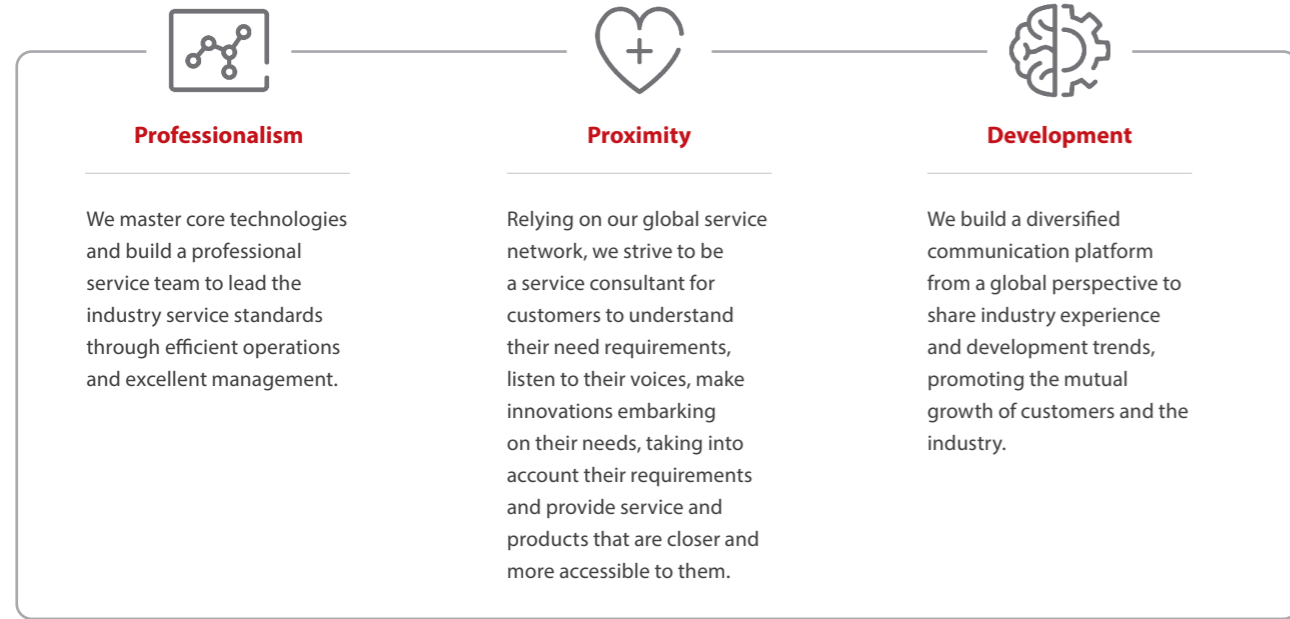 Professionalism
We master core technologies
and build a professional
service team to lead the
industry service standards
through efficient operations
and excellent management.
Proximity
Relying on our global service
network, we strive to be
a service consultant for
customers to understand
their need requirements,
listen to their voices, make
innovations embarking
on their needs, taking into
account their requirements
and provide service and
products that are closer and
more accessible to them.
Development
We build a diversified
communication platform
from a global perspective to
share industry experience
and development trends,
promoting the mutual
growth of customers and the
industry.